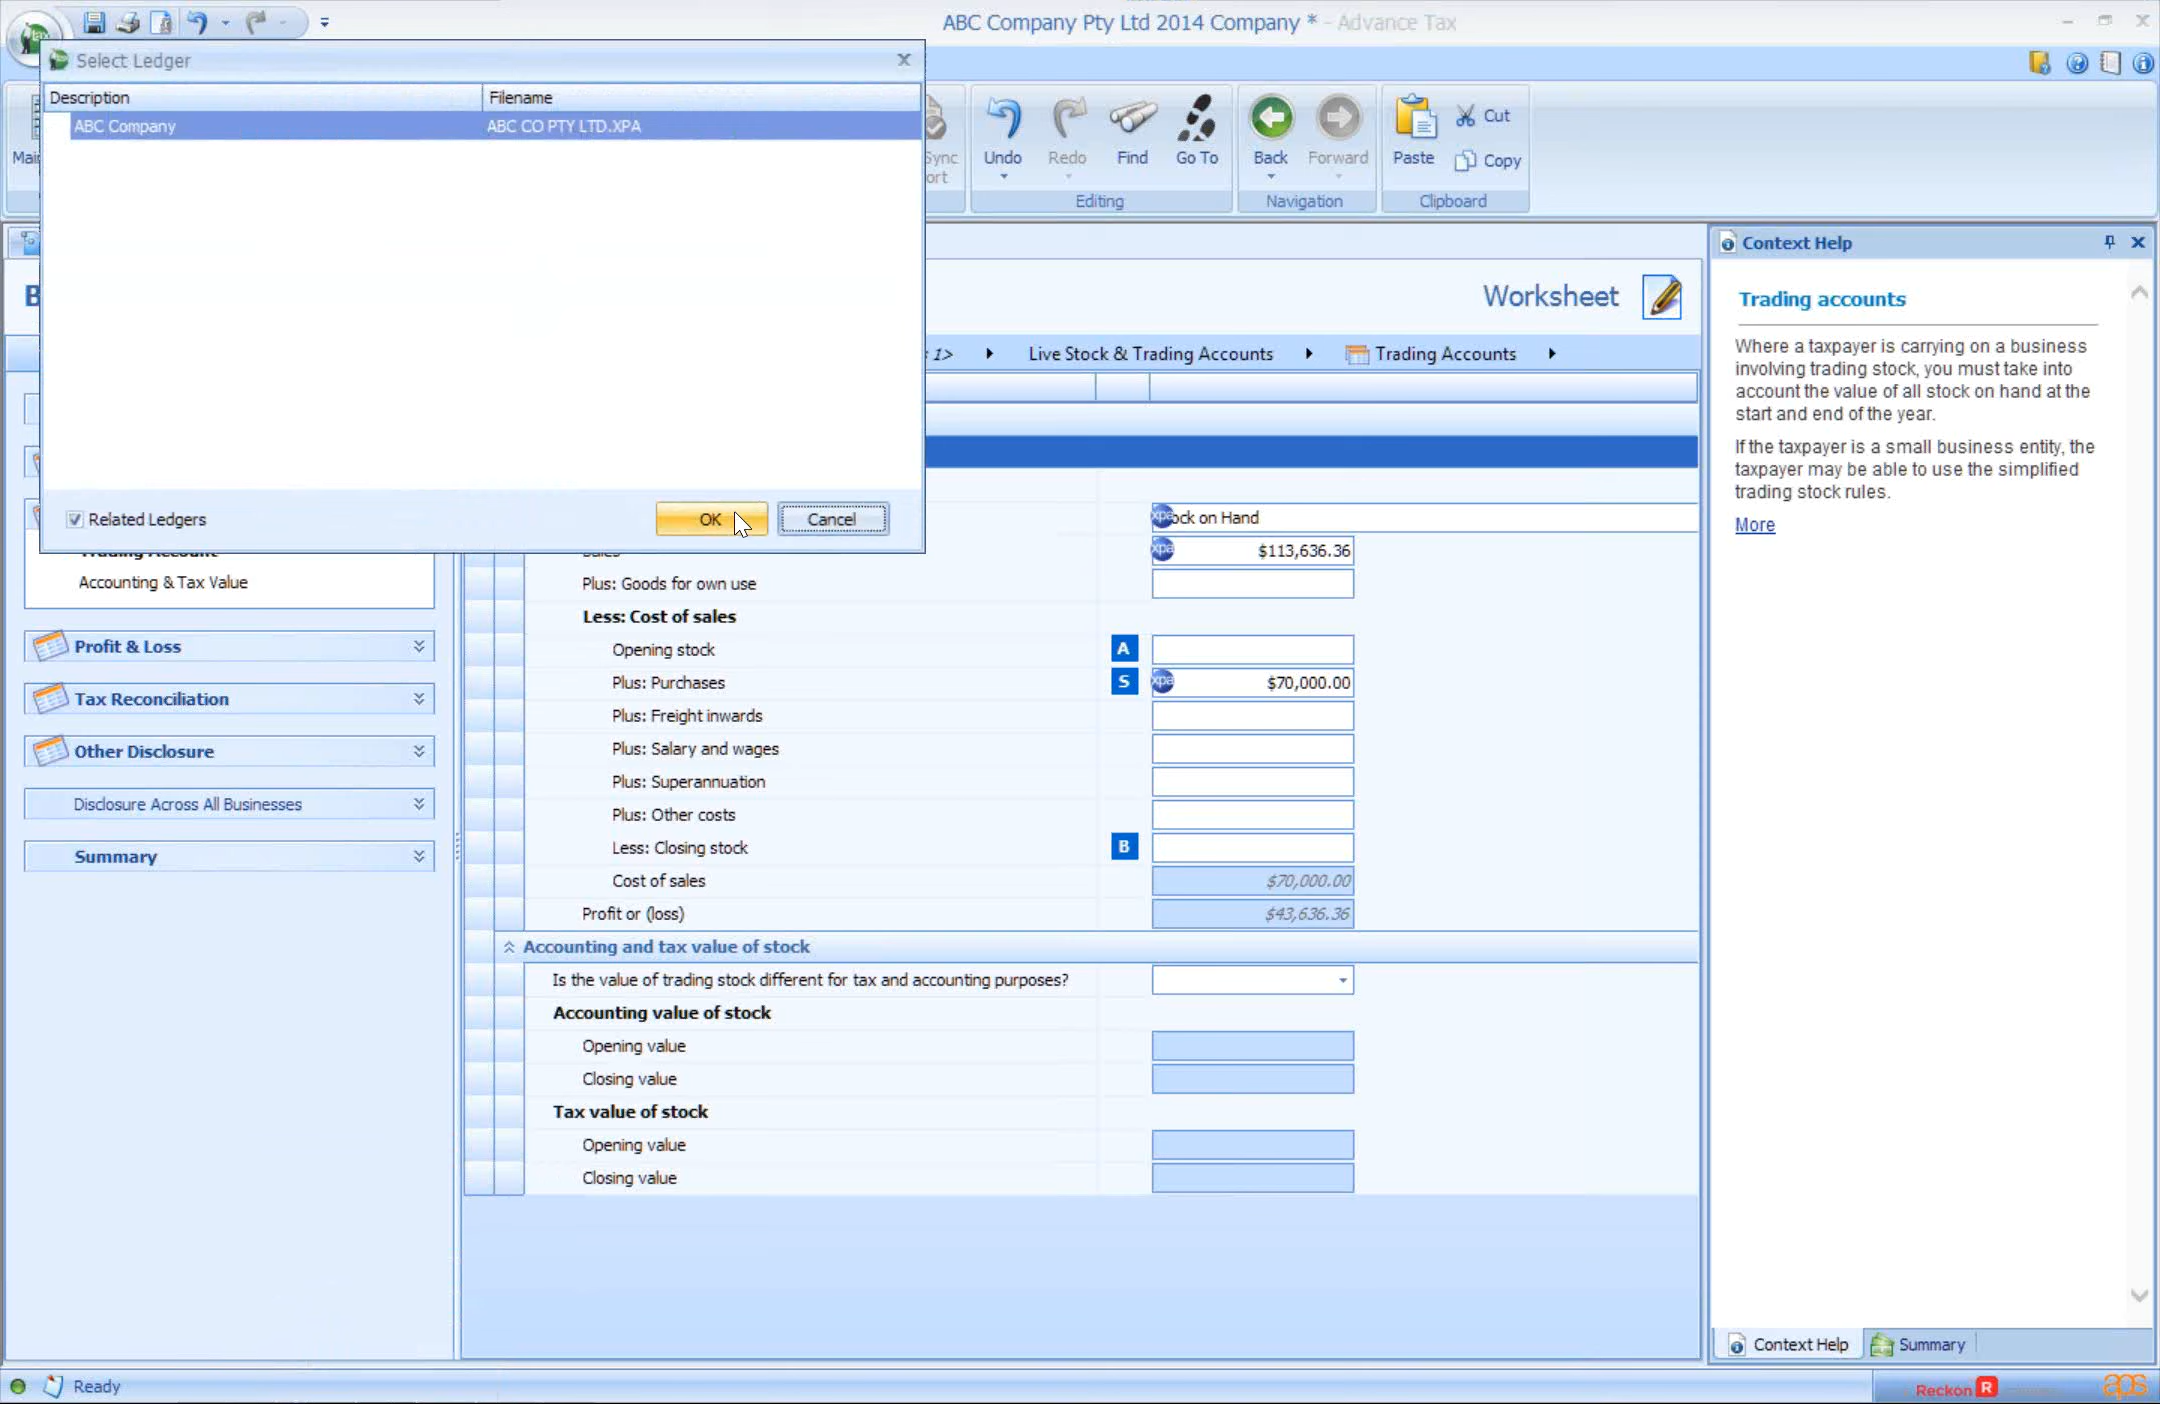 ABC Company Pty Ltd 2014 Company * - Advance Tax
Select Ledger
Description Filename
ABC Company ABC CO PTY LTD.XPA
Related Ledgers OK Cancel
Sync
ort
Undo Redo Find Go To
Editing
Back Forward
Navigation
Paste Cut
Copy
Clipboard
Worksheet
1> Live Stock & Trading Accounts Trading Accounts
Trading Account
Accounting & Tax Value
Profit & Loss
Tax Reconciliation
Other Disclosure
Disclosure Across All Businesses
Summary
xpa ock on Hand
Sales xpa $113,636.36
Plus: Goods for own use
Less: Cost of sales
Opening stock A
Plus: Purchases S xpa $70,000.00
Plus: Freight inwards
Plus: Salary and wages
Plus: Superannuation
Plus: Other costs
Less: Closing stock B
Cost of sales $70,000.00
Profit or (loss) $43,636.36
Accounting and tax value of stock
Is the value of trading stock different for tax and accounting purposes?
Accounting value of stock
Opening value
Closing value
Tax value of stock
Opening value
Closing value
Context Help
Trading accounts
Where a taxpayer is carrying on a business
involving trading stock, you must take into
account the value of all stock on hand at the
start and end of the year.
If the taxpayer is a small business entity, the
taxpayer may be able to use the simplified
trading stock rules.
More
Context Help Summary
Ready
Reckon R
aps